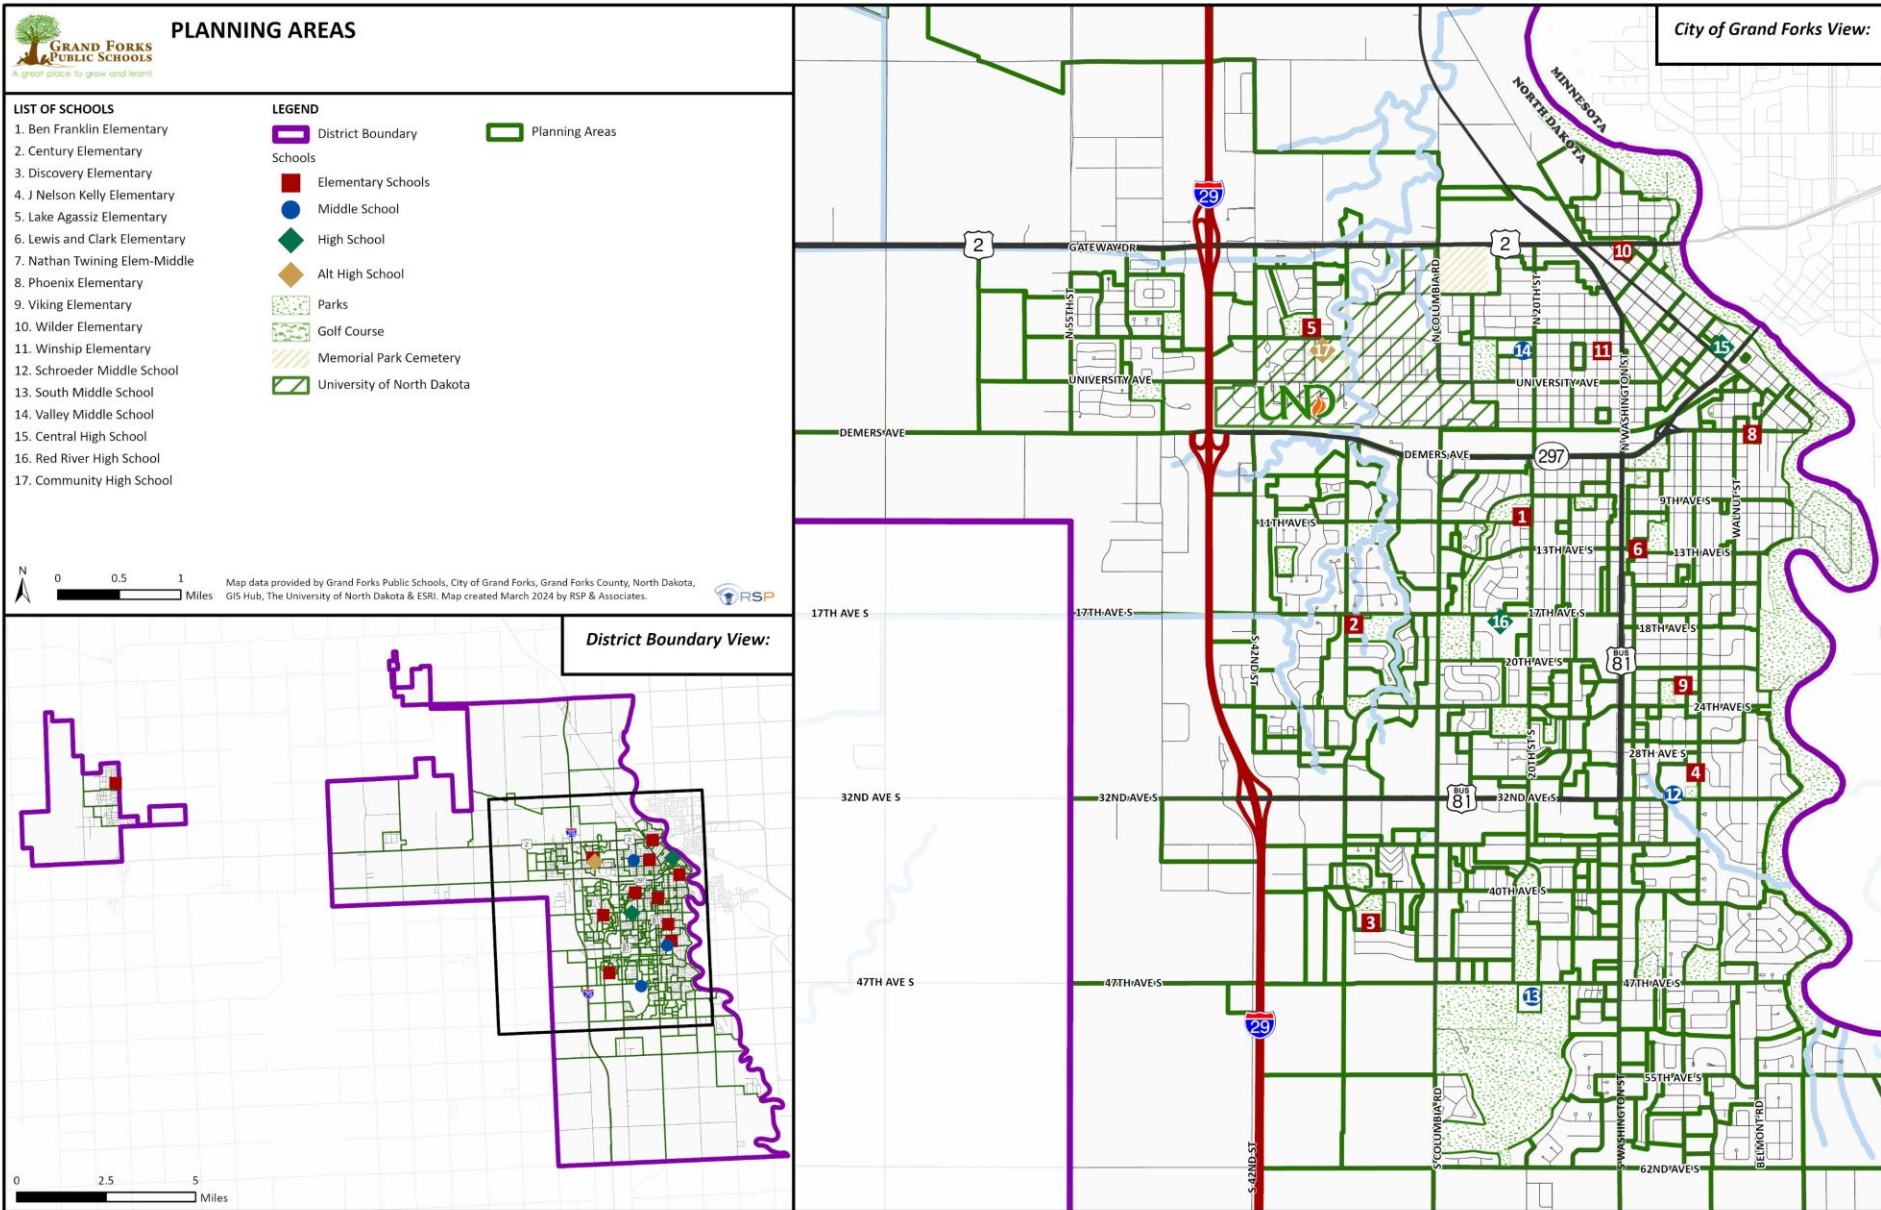 GRAND FORKS
PUBLIC SCHOOLS
A great place to grow and learn!
PLANNING AREAS
LIST OF SCHOOLS
1. Ben Franklin Elementary
2. Century Elementary
3. Discovery Elementary
4. J Nelson Kelly Elementary
5. Lake Agassiz Elementary
6. Lewis and Clark Elementary
7. Nathan Twining Elem-Middle
8. Phoenix Elementary
9. Viking Elementary
10. Wilder Elementary
11. Winship Elementary
12. Schroeder Middle School
13. South Middle School
14. Valley Middle School
15. Central High School
16. Red River High School
17. Community High School
LEGEND
District Boundary
Planning Areas
Schools
Elementary Schools
Middle School
High School
Alt High School
Parks
Golf Course
Memorial Park Cemetery
University of North Dakota
N
0 0.5 1
Miles
Map data provided by Grand Forks Public Schools, City of Grand Forks, Grand Forks County, North Dakota,
GIS Hub, The University of North Dakota & ESRI. Map created March 2024 by RSP & Associates.
RSP
District Boundary View:
29
2
2
297
81
29
0 2.5 5
Miles
City of Grand Forks View:
MINNESOTA
NORTH DAKOTA
29
2
GATEWAY DR
2
10
N 55TH ST
N COLUMBIA RD
N 20TH ST
5
17
14
11
15
N WASHINGTON ST
UNIVERSITY AVE
UNIVERSITY AVE
UND
DEMERS AVE
DEMERS AVE
297
8
WALNUT ST
9TH AVE S
11TH AVE S
1
13TH AVE S
6
13TH AVE S
17TH AVE S
17TH AVE S
2
16
17TH AVE S
18TH AVE S
S 42ND ST
20TH AVE S
BUS
81
9
24TH AVE S
20TH ST S
28TH AVE S
4
12
32ND AVE S
32ND AVE S
BUS
81
32ND AVE S
40TH AVE S
3
47TH AVE S
47TH AVE S
47TH AVE S
13
29
55TH AVE S
S 42ND ST
S COLUMBIA RD
S WASHINGTON ST
BELMONT RD
62ND AVE S